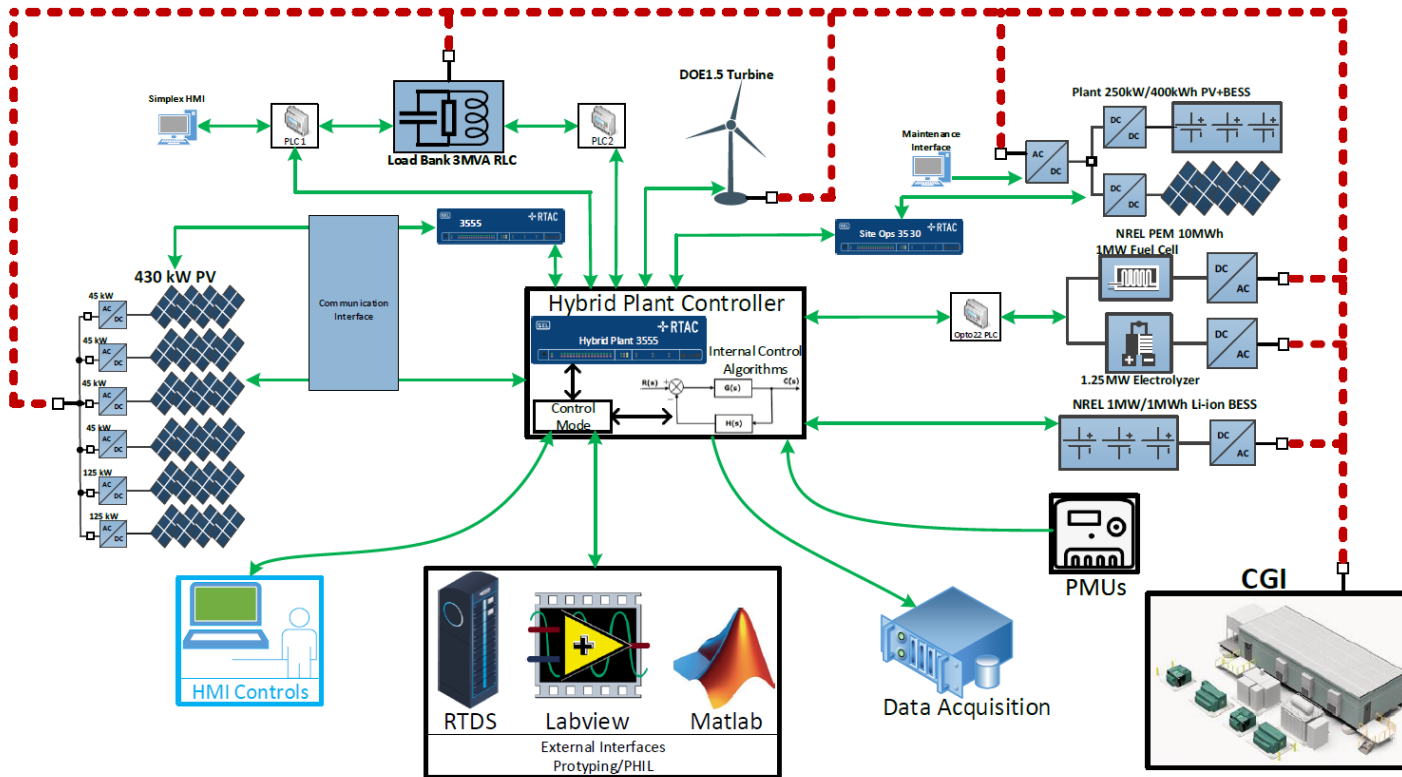 DOE1.5 Turbine
Plant 250kW/400kWh PV+BESS
Simplex HMI
PLC1
PLC2
Load Bank 3MVA RLC
Maintenance
Interface
AC
DC
DC
DC
DC
DC
SEL
3555
RTAC
SEL
Site Ops 3530
RTAC
NREL PEM 10MWh
1MW Fuel Cell
DC
AC
430 kW PV
Communication
Interface
Hybrid Plant Controller
SEL
RTAC
Hybrid Plant 3555
Internal Control
Algorithms
R(s)
+
−
G(s)
C(s)
H(s)
Control
Mode
Opto22 PLC
DC
AC
1.25MW Electrolyzer
NREL 1MW/1MWh Li-ion BESS
DC
AC
45 kW
AC
DC
45 kW
AC
DC
45 kW
AC
DC
45 kW
AC
DC
125 kW
AC
DC
125 kW
AC
DC
PMUs
CGI
HMI Controls
RTDS
Labview
Matlab
External Interfaces
Protyping/PHIL
Data Acquisition